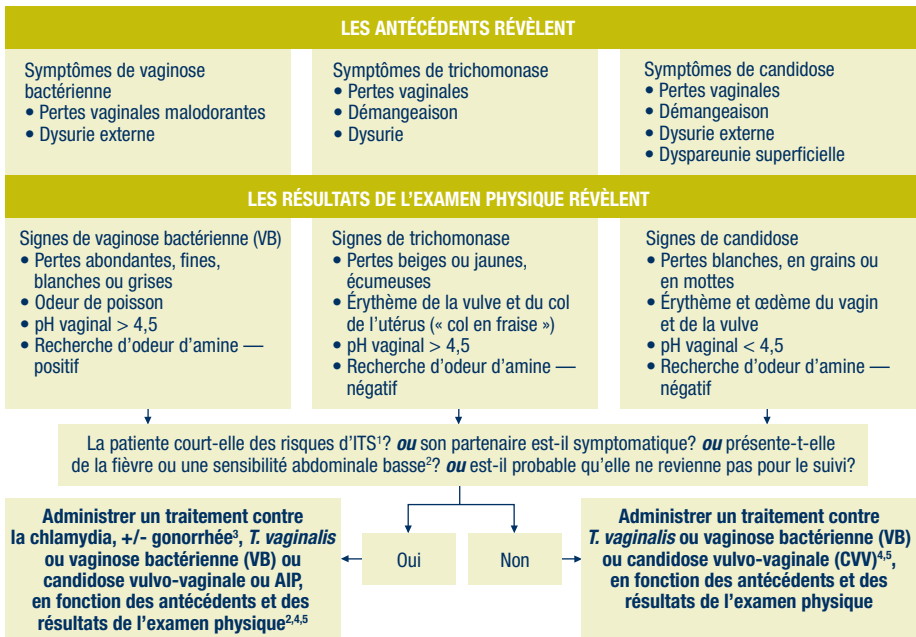 LES ANTÉCÉDENTS RÉVÈLENT
Symptômes de vaginose
bactérienne
• Pertes vaginales malodorantes
• Dysurie externe
Symptômes de trichomonase
• Pertes vaginales
• Démangeaison
• Dysurie
Symptômes de candidose
• Pertes vaginales
• Démangeaison
• Dysurie externe
• Dyspareunie superficielle
LES RÉSULTATS DE L'EXAMEN PHYSIQUE RÉVÈLENT
Signes de vaginose bactérienne (VB)
• Pertes abondantes, fines,
blanches ou grises
• Odeur de poisson
• pH vaginal > 4,5
• Recherche d'odeur d'amine —
positif
Signes de trichomonase
• Pertes beiges ou jaunes,
écumeuses
• Érythème de la vulve et du col
de l'utérus (« col en fraise »)
• pH vaginal > 4,5
• Recherche d'odeur d'amine —
négatif
Signes de candidose
• Pertes blanches, en grains ou
en mottes
• Érythème et œdème du vagin
et de la vulve
• pH vaginal < 4,5
• Recherche d'odeur d'amine —
négatif
La patiente court-elle des risques d'ITS¹? ou son partenaire est-il symptomatique? ou présente-t-elle
de la fièvre ou une sensibilité abdominale basse²? ou est-il probable qu'elle ne revienne pas pour le suivi?
Administrer un traitement contre
la chlamydia, +/- gonorrhée³, T. vaginalis
ou vaginose bactérienne (VB) ou
candidose vulvo-vaginale ou AIP,
en fonction des antécédents et des
résultats de l'examen physique²,⁴,⁵
Oui
Non
Administrer un traitement contre
T. vaginalis ou vaginose bactérienne (VB)
ou candidose vulvo-vaginale (CVV)⁴,⁵,
en fonction des antécédents et des
résultats de l'examen physique